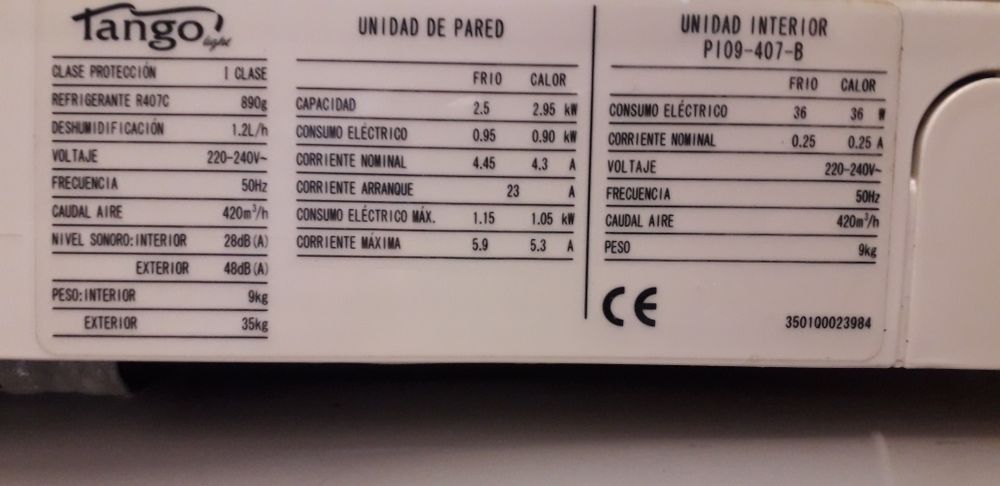 Tango! light
CLASE PROTECCIÓN I CLASE
REFRIGERANTE R407C 890g
DESHUMIDIFICACIÓN 1.2L/h
VOLTAJE 220-240V~
FRECUENCIA 50Hz
CAUDAL AIRE 420m³/h
NIVEL SONORO:INTERIOR 28dB(A)
EXTERIOR 48dB(A)
PESO:INTERIOR 9kg
EXTERIOR 35kg
UNIDAD DE PARED
FRIO CALOR
CAPACIDAD 2.5 2.95 kW
CONSUMO ELÉCTRICO 0.95 0.90 kW
CORRIENTE NOMINAL 4.45 4.3 A
CORRIENTE ARRANQUE 23 A
CONSUMO ELÉCTRICO MÁX. 1.15 1.05 kW
CORRIENTE MÁXIMA 5.9 5.3 A
UNIDAD INTERIOR
PI09-407-B
FRIO CALOR
CONSUMO ELÉCTRICO 36 36 W
CORRIENTE NOMINAL 0.25 0.25 A
VOLTAJE 220-240V~
FRECUENCIA 50Hz
CAUDAL AIRE 420m³/h
PESO 9kg
CE
350100023984